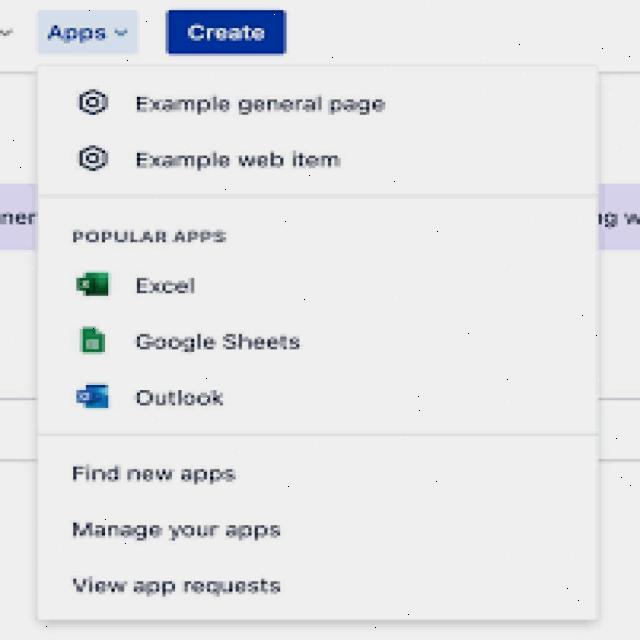 Apps Create
Example general page
Example web item
POPULAR APPS
Excel
Google Sheets
Outlook
Find new apps
Manage your apps
View app requests